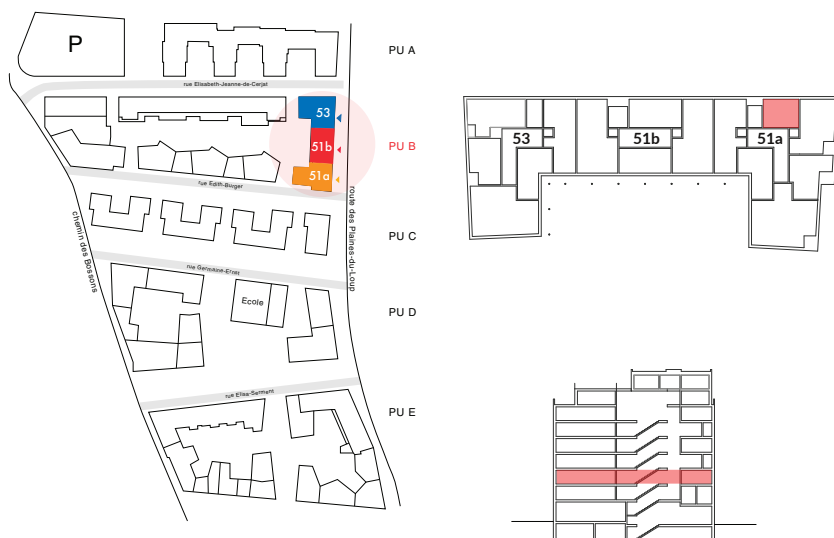 P
PU A
rue Elisabeth-Jeanne-de-Cerjat
53
51b
51a
PU B
rue Edith-Burger
route des Plaines-du-Loup
chemin des Bossons
PU C
rue Germaine-Ernst
Ecole
PU D
rue Elisa-Serment
PU E
53
51b
51a